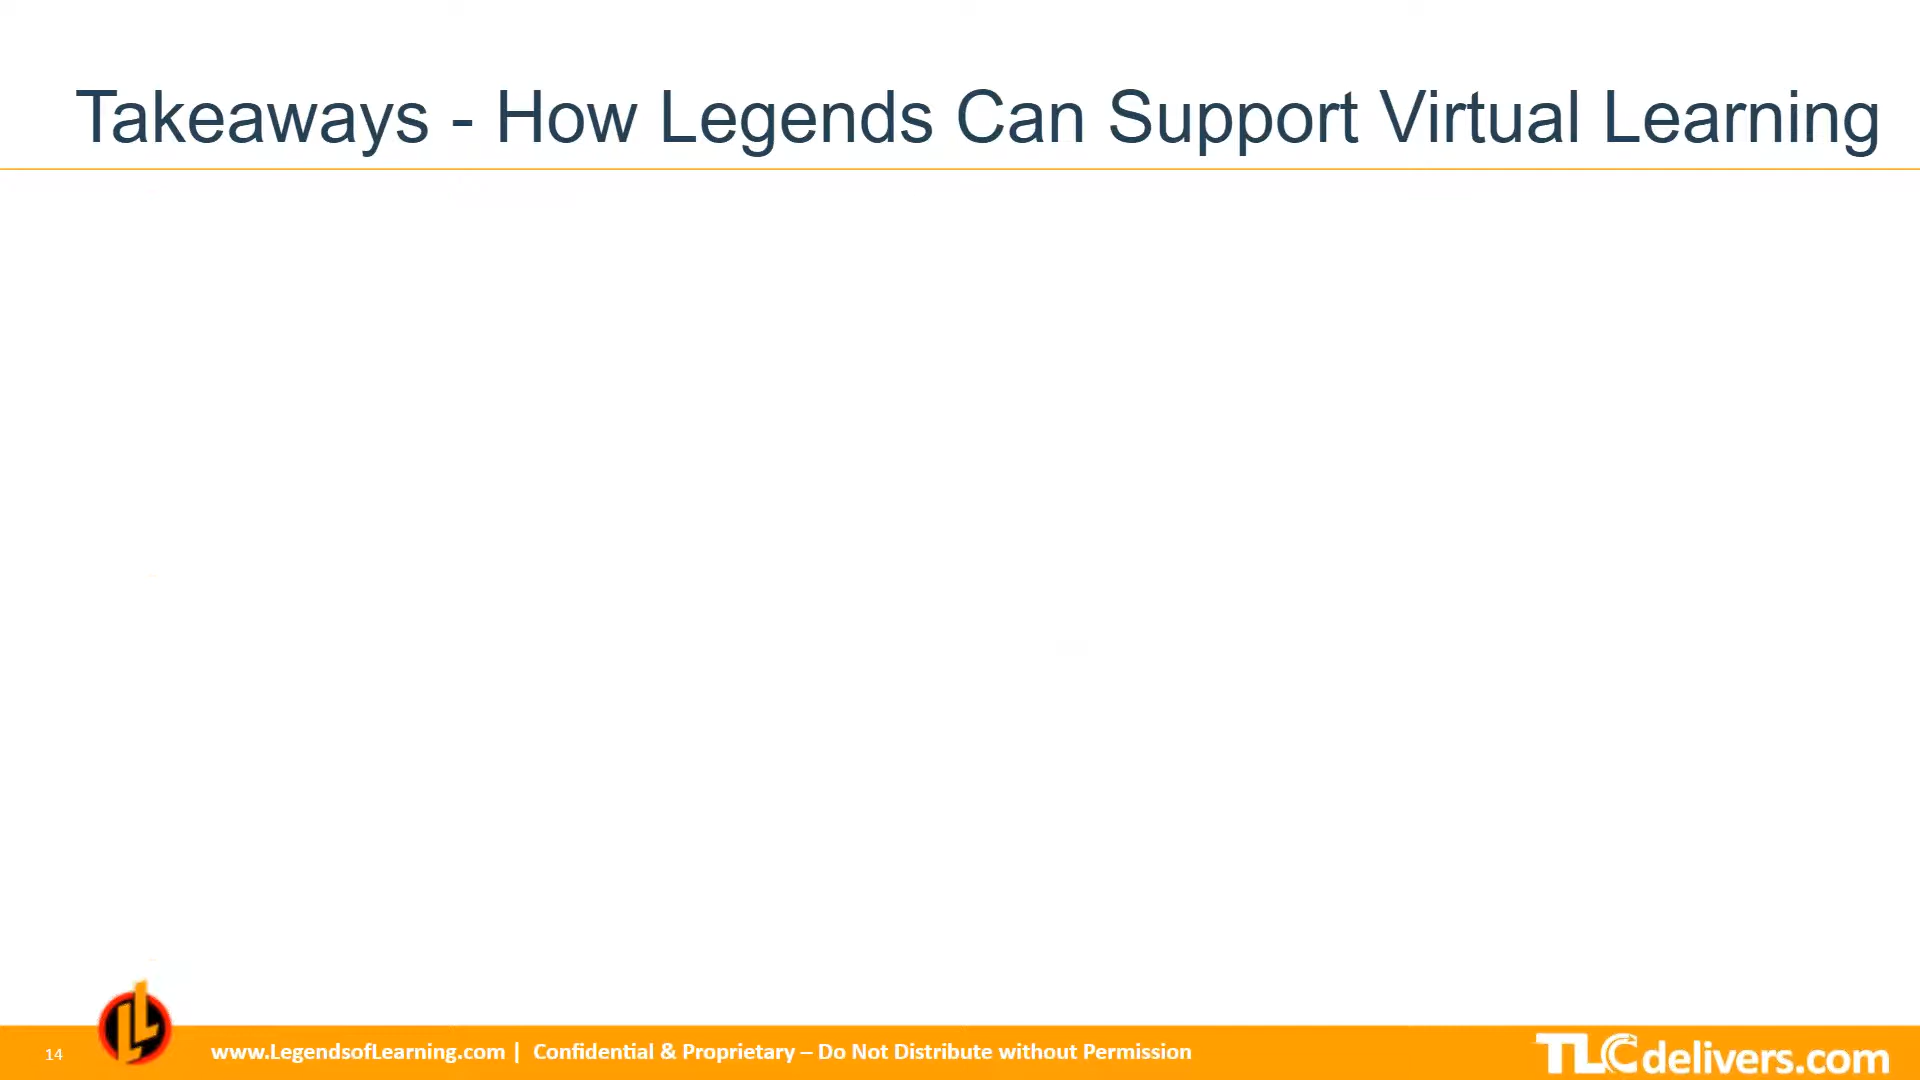 Takeaways - How Legends Can Support Virtual Learning
14
www.LegendsofLearning.com | Confidential & Proprietary – Do Not Distribute without Permission
TLCdelivers.com